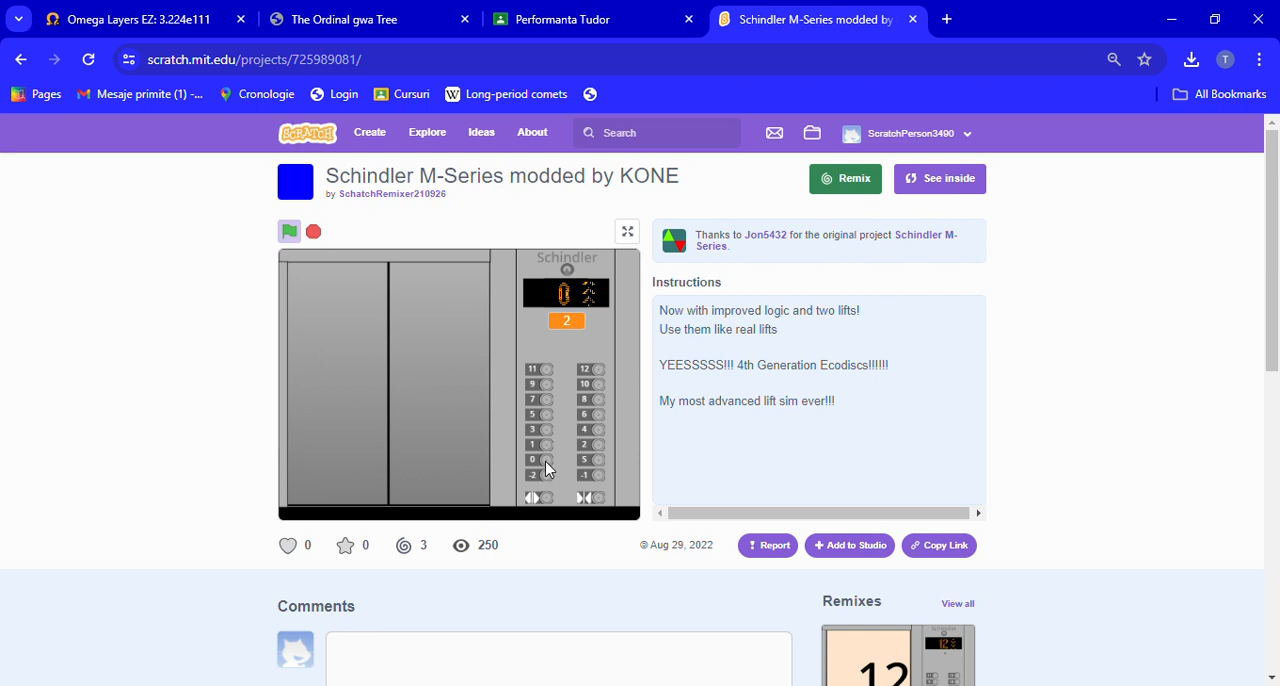 Omega Layers EZ: 3.224e111
The Ordinal gwa Tree
Performanta Tudor
Schindler M-Series modded by
scratch.mit.edu/projects/725989081/
T
Pages
Mesaje primite (1) -...
Cronologie
Login
Cursuri
W Long-period comets
All Bookmarks
SCRATCH
Create
Explore
Ideas
About
Search
ScratchPerson3490
Schindler M-Series modded by KONE
by SchatchRemixer210926
Remix
See inside
Schindler
0
2
11 12
9 10
7 8
5 6
3 4
1 2
0 S
-2 -1
Thanks to Jon5432 for the original project Schindler M-
Series.
Instructions
Now with improved logic and two lifts!
Use them like real lifts
YEESSSSS!!! 4th Generation Ecodiscs!!!!!!
My most advanced lift sim ever!!!
0
0
3
250
© Aug 29, 2022
Report
Add to Studio
Copy Link
Comments
Remixes
View all
Schindler
12
12